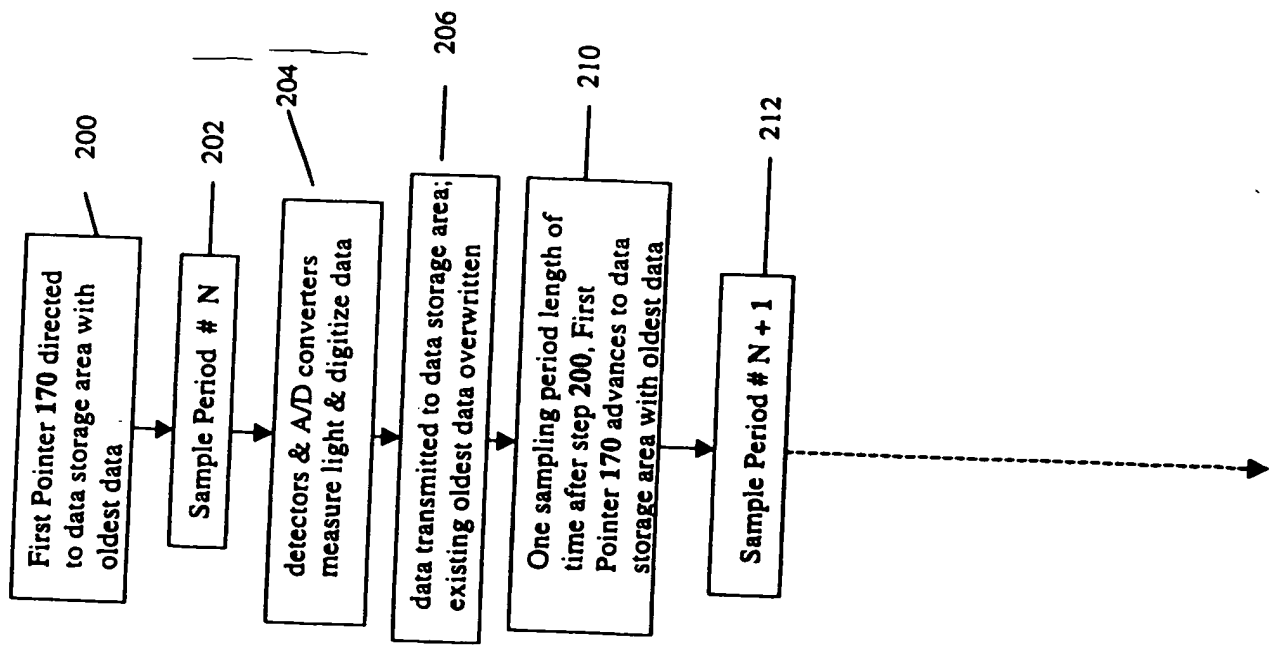 First Pointer 170 directed
to data storage area with
oldest data
200
Sample Period # N
202
detectors & A/D converters
measure light & digitize data
204
data transmitted to data storage area;
existing oldest data overwritten
206
One sampling period length of
time after step 200, First
Pointer 170 advances to data
storage area with oldest data
210
Sample Period # N + 1
212